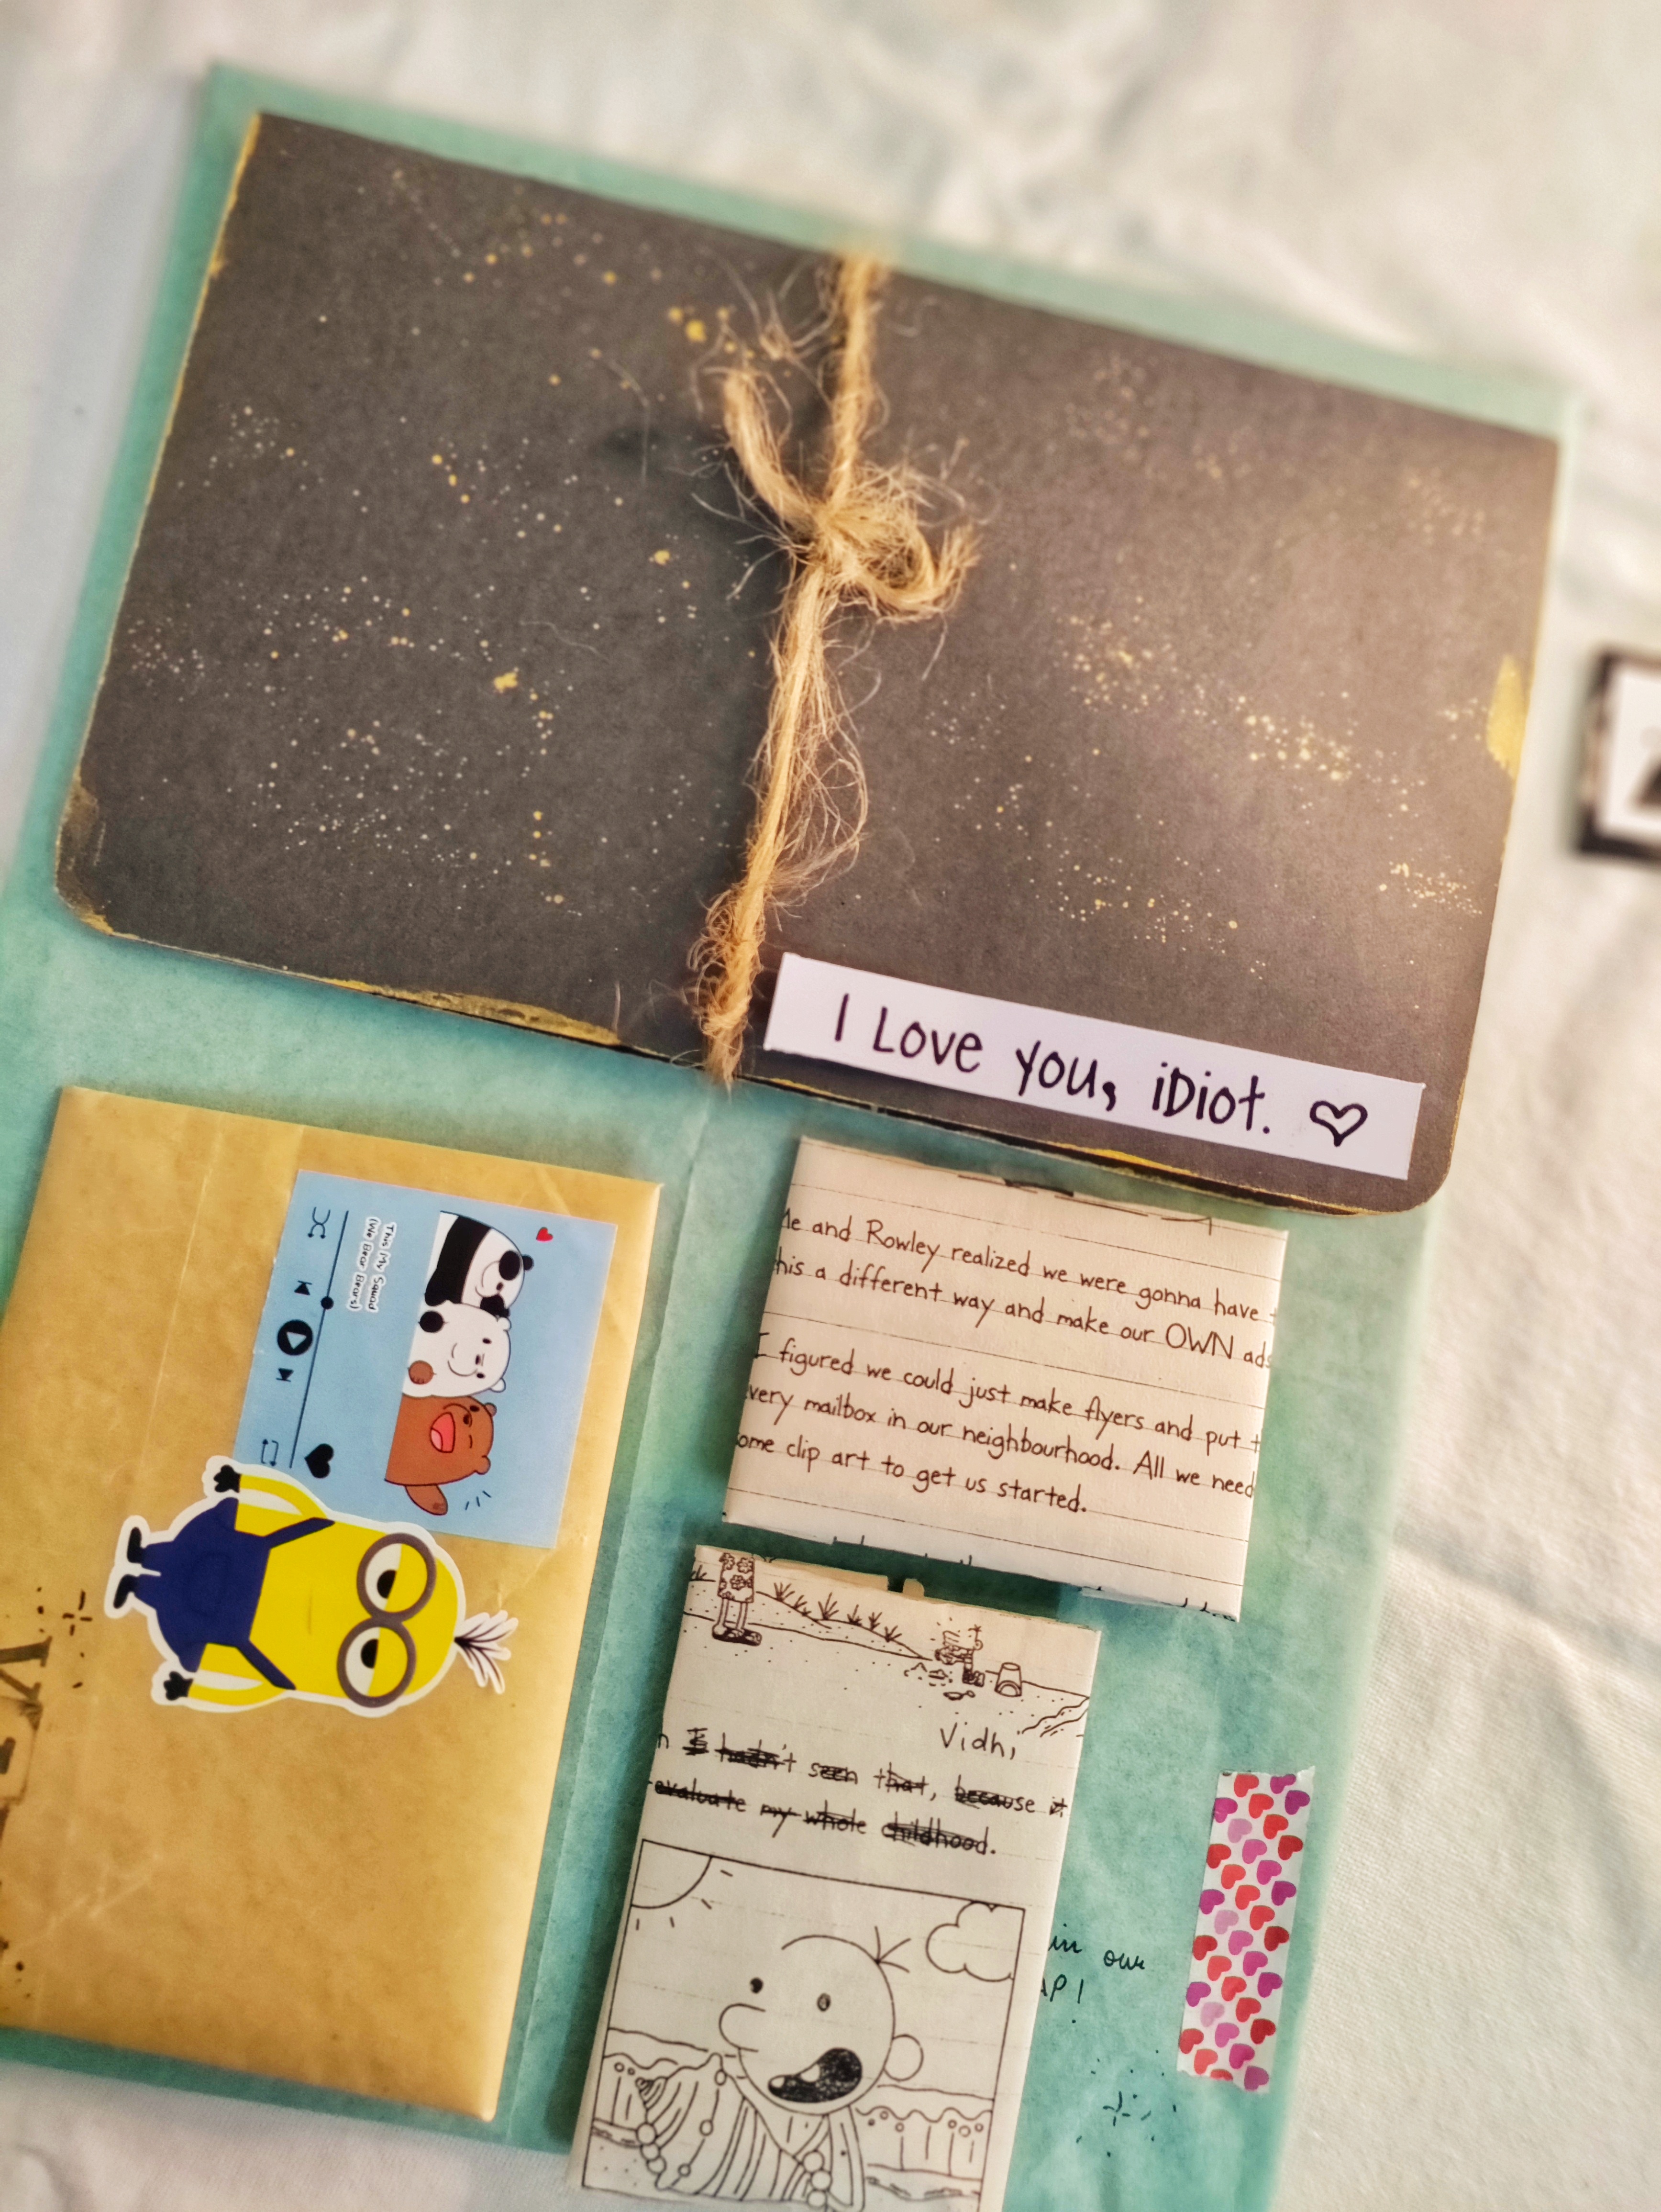 I Love you, iDiot.
This My Squad
(We Bear Bears)
Me and Rowley realized we were gonna have
this a different way and make our OWN ads
I figured we could just make flyers and put
every mailbox in our neighbourhood. All we need
some clip art to get us started.
Vidhi
I hadn't seen that, because it
evaluate my whole childhood.
in our